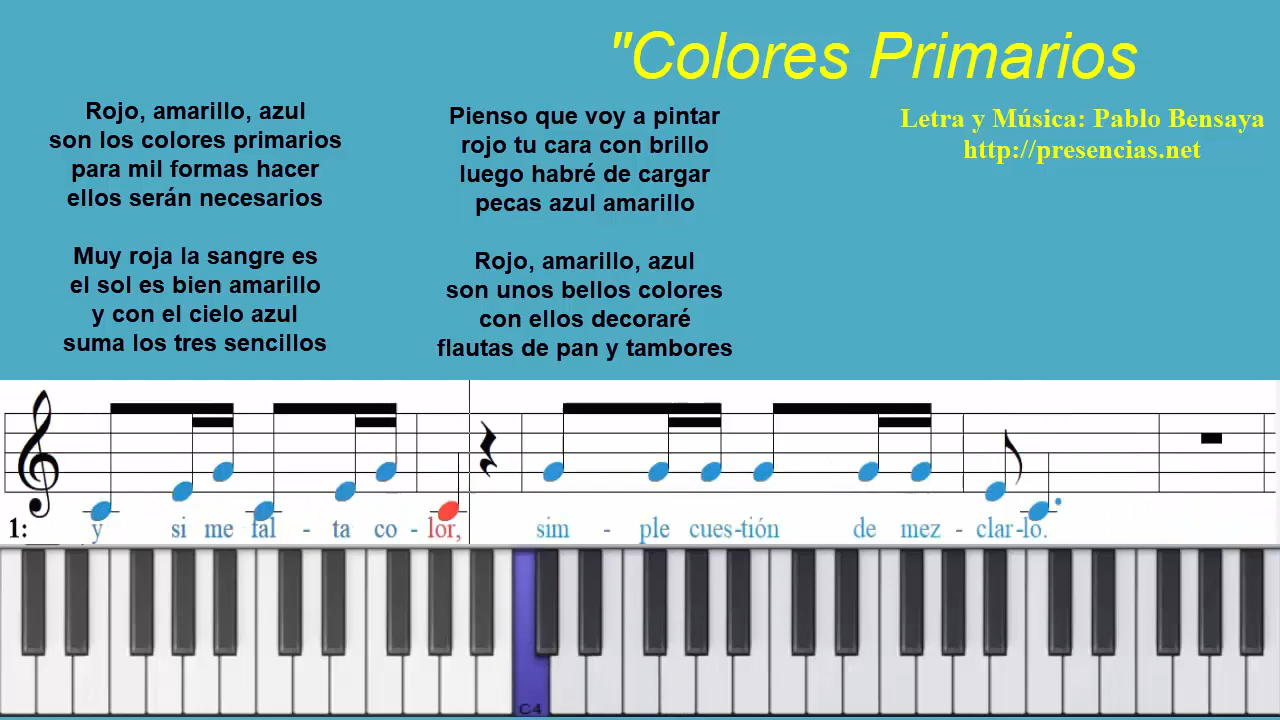 "Colores Primarios
Letra y Música: Pablo Bensaya
http://presencias.net
Rojo, amarillo, azul
son los colores primarios
para mil formas hacer
ellos serán necesarios
Muy roja la sangre es
el sol es bien amarillo
y con el cielo azul
suma los tres sencillos
Pienso que voy a pintar
rojo tu cara con brillo
luego habré de cargar
pecas azul amarillo
Rojo, amarillo, azul
son unos bellos colores
con ellos decoraré
flautas de pan y tambores
1: y si me fal - ta co - lor, sim - ple cues-tión de mez - clar-lo.
C-4